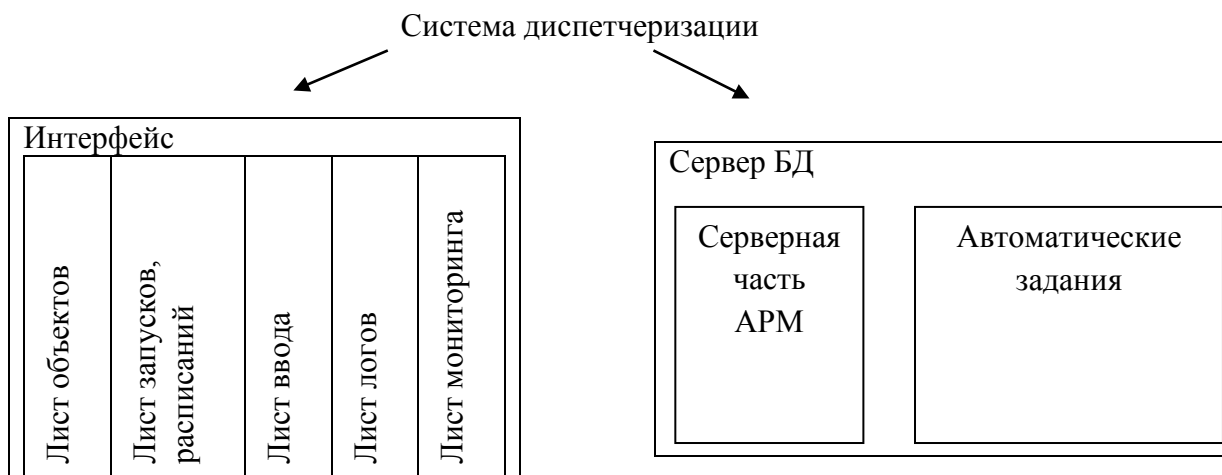 Система диспетчеризации
Интерфейс
Лист объектов
Лист запусков,
расписаний
Лист ввода
Лист логов
Лист мониторинга
Сервер БД
Серверная
часть
АРМ
Автоматические
задания